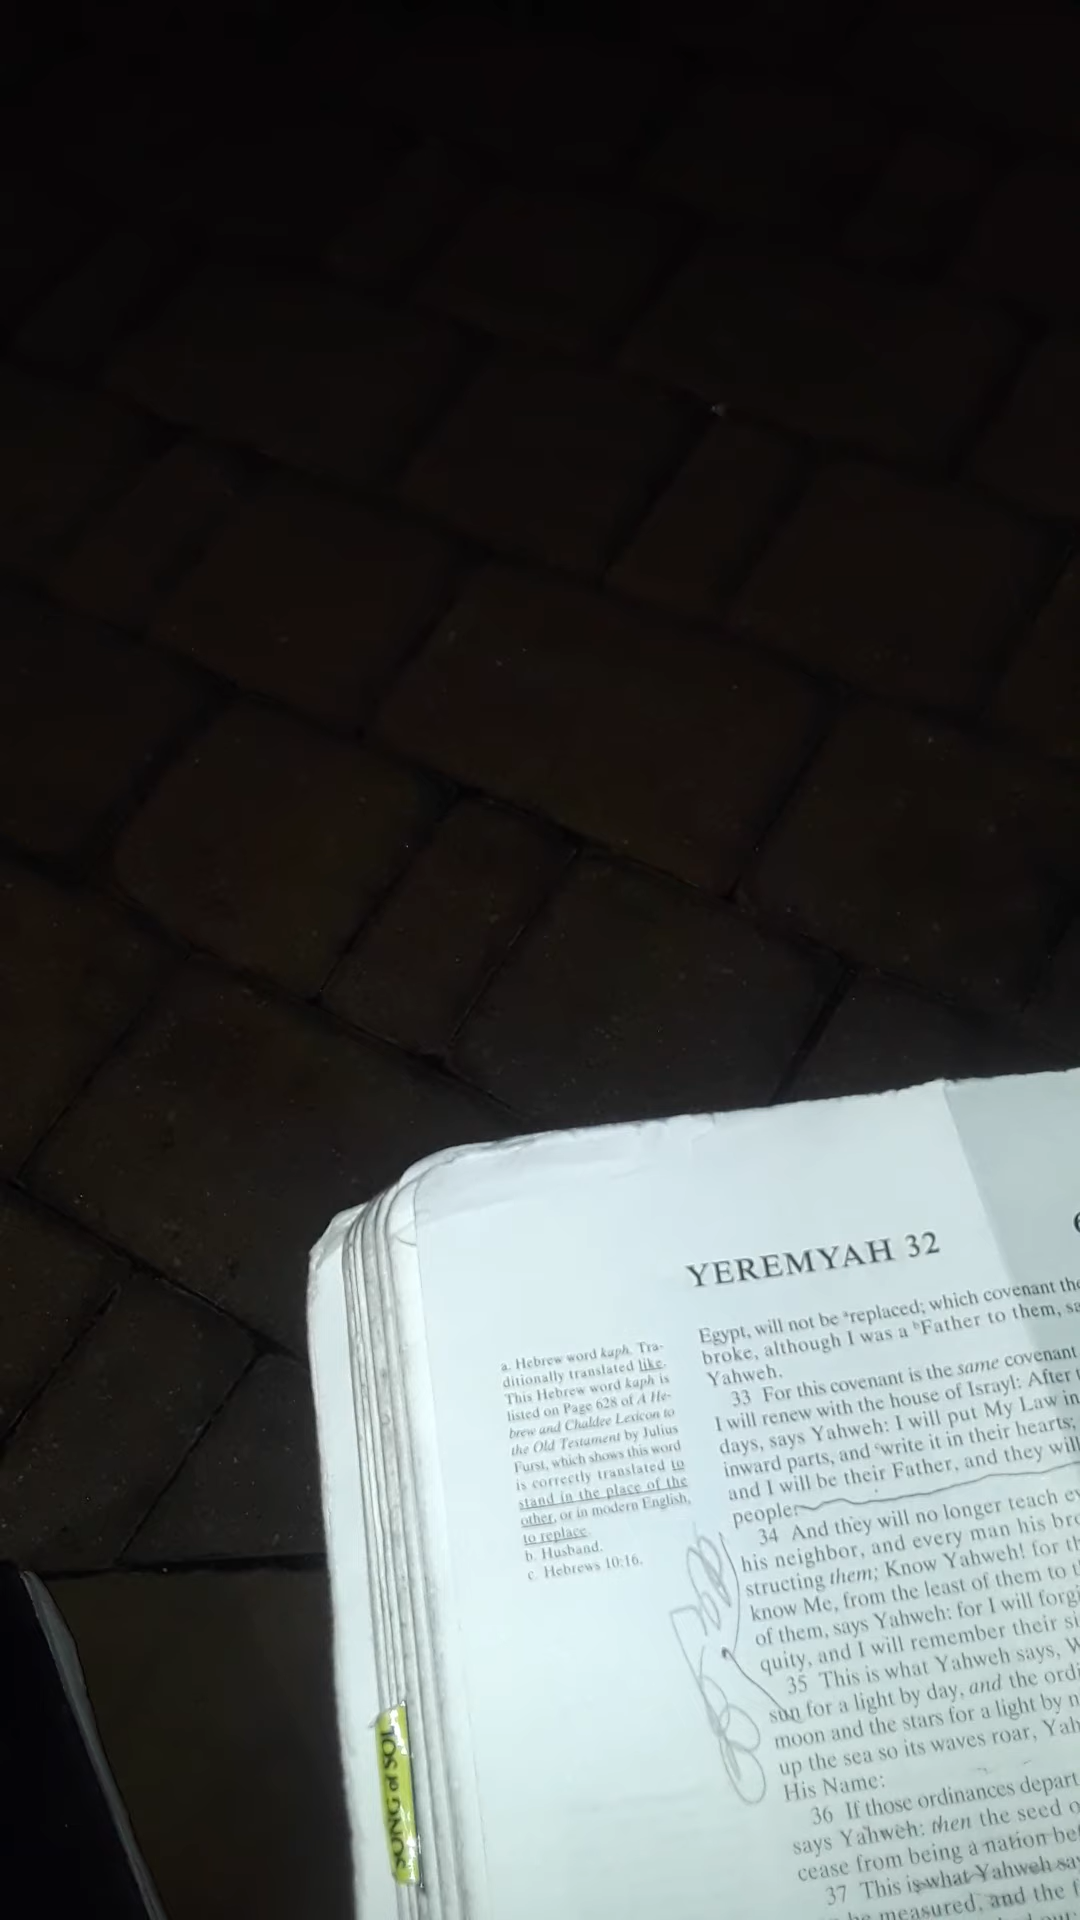 YEREMYAH 32
a. Hebrew word kaph. Tra-
ditionally translated like.
This Hebrew word kaph is
listed on Page 628 of A He-
brew and Chaldee Lexicon to
the Old Testament by Julius
Furst, which shows this word
is correctly translated to
stand in the place of the
other, or in modern English,
to replace.
b. Husband.
c. Hebrews 10:16.
Egypt, will not be ᵃreplaced; which covenant
broke, although I was a ᵇFather to them,
Yahweh.
33 For this covenant is the same covenant
I will renew with the house of Israyl: After
days, says Yahweh: I will put My Law in
inward parts, and ᶜwrite it in their hearts;
and I will be their Father, and they will
people.
34 And they will no longer teach
his neighbor, and every man his
structing them; Know Yahweh! for
know Me, from the least of them to
of them, says Yahweh: for I will
quity, and I will remember their
35 This is what Yahweh says,
sun for a light by day, and the
moon and the stars for a light by
up the sea so its waves roar,
His Name:
36 If those ordinances depart
says Yahweh: then the seed
cease from being a nation
37 This is what Yahweh
be measured, and the
SONG of SOL